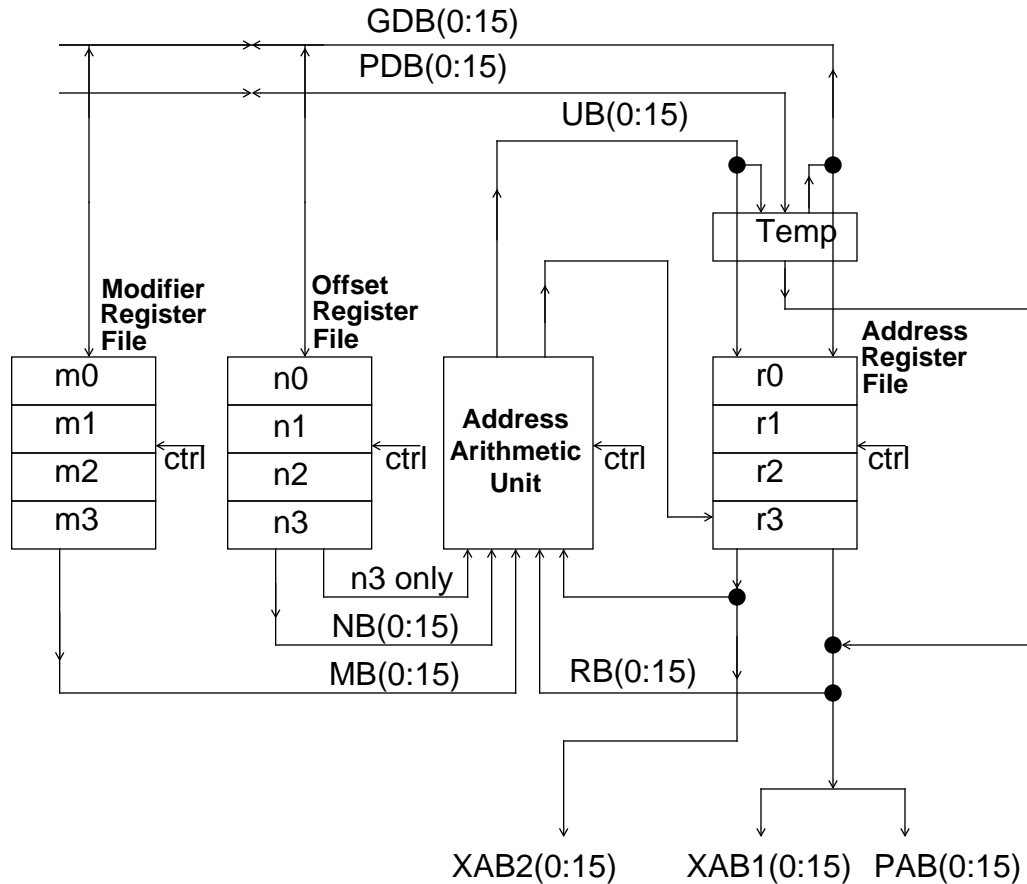 GDB(0:15)
PDB(0:15)
UB(0:15)
Temp
Modifier
Register
File
Offset
Register
File
Address
Register
File
m0
m1
m2
m3
ctrl
n0
n1
n2
n3
ctrl
Address
Arithmetic
Unit
ctrl
r0
r1
r2
r3
ctrl
n3 only
NB(0:15)
MB(0:15)
RB(0:15)
XAB2(0:15)
XAB1(0:15)
PAB(0:15)